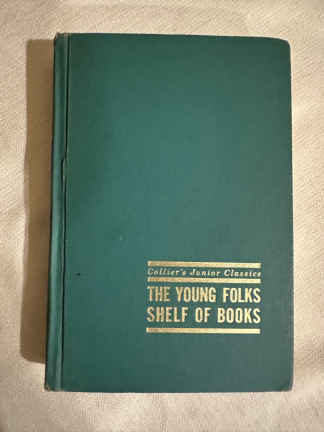 Collier's Junior Classics
THE YOUNG FOLKS
SHELF OF BOOKS